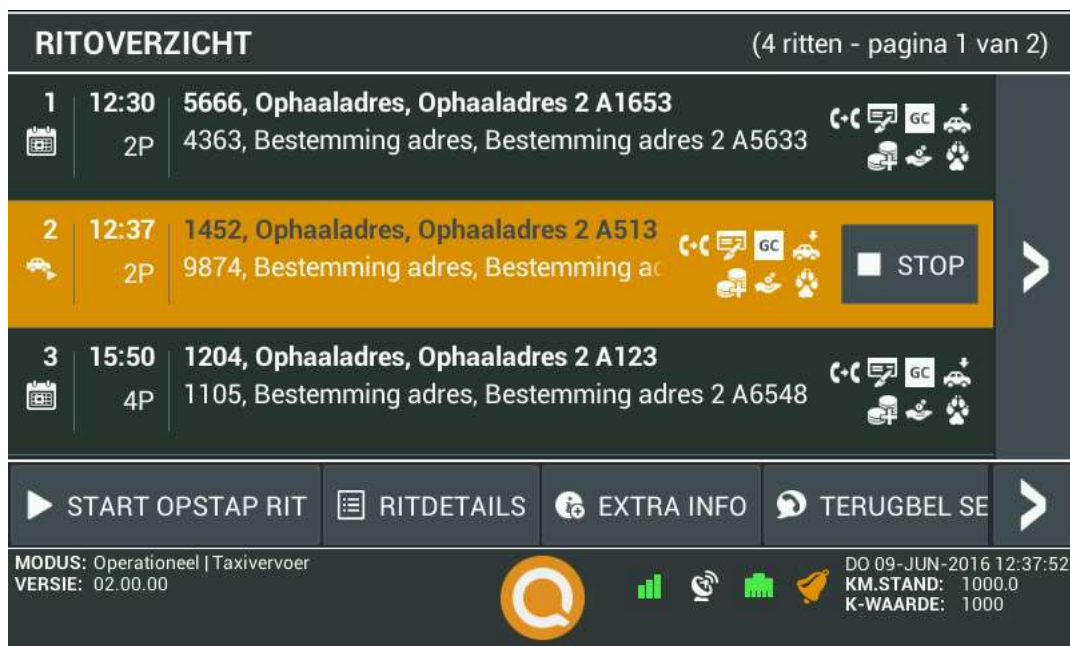 RITOVERZICHT (4 ritten - pagina 1 van 2)
1 12:30 5666, Ophaaladres, Ophaaladres 2 A1653
2P 4363, Bestemming adres, Bestemming adres 2 A5633
GC
2 12:37 1452, Ophaaladres, Ophaaladres 2 A513
2P 9874, Bestemming adres, Bestemming
GC
STOP
3 15:50 1204, Ophaaladres, Ophaaladres 2 A123
4P 1105, Bestemming adres, Bestemming adres 2 A6548
GC
START OPSTAP RIT RITDETAILS EXTRA INFO TERUGBEL SE
MODUS: Operationeel | Taxivervoer
VERSIE: 02.00.00
DO 09-JUN-2016 12:37:52
KM.STAND: 1000.0
K-WAARDE: 1000